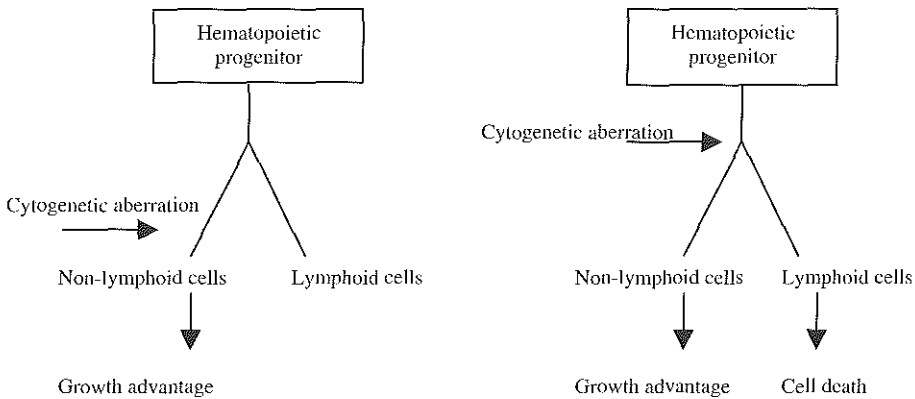 Hematopoietic
progenitor
Cytogenetic aberration
Non-lymphoid cells
Lymphoid cells
Growth advantage
Hematopoietic
progenitor
Cytogenetic aberration
Non-lymphoid cells
Lymphoid cells
Growth advantage
Cell death